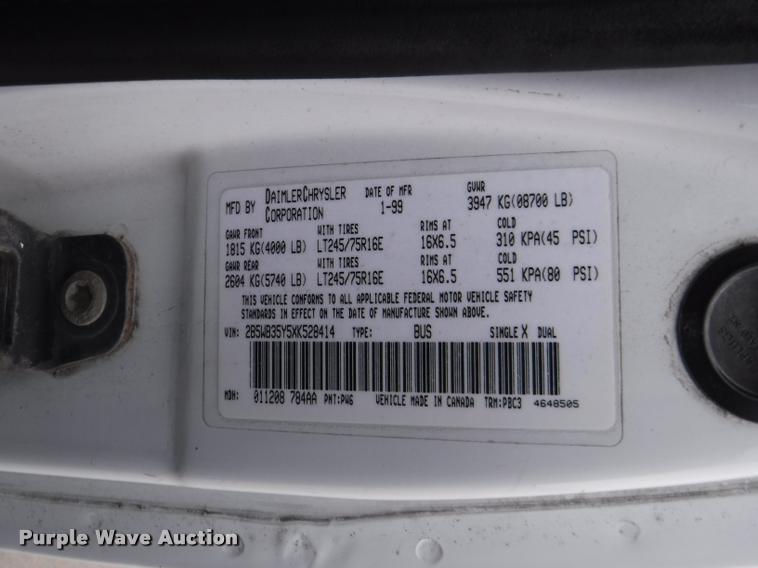 MFD BY DAIMLERCHRYSLER CORPORATION DATE OF MFR 1-99 GVWR 3947 KG(08700 LB)
GAWR FRONT WITH TIRES RIMS AT COLD
1815 KG(4000 LB) LT245/75R16E 16X6.5 310 KPA(45 PSI)
GAWR REAR WITH TIRES RIMS AT COLD
2604 KG(5740 LB) LT245/75R16E 16X6.5 551 KPA(80 PSI)
THIS VEHICLE CONFORMS TO ALL APPLICABLE FEDERAL MOTOR VEHICLE SAFETY
STANDARDS IN EFFECT ON THE DATE OF MANUFACTURE SHOWN ABOVE.
VIN: 2B5WB35Y5XK528414 TYPE: BUS SINGLE X DUAL
MDH: 011208 784AA PNT:PW6 VEHICLE MADE IN CANADA TRM:PBC3 4648505
Purple Wave Auction